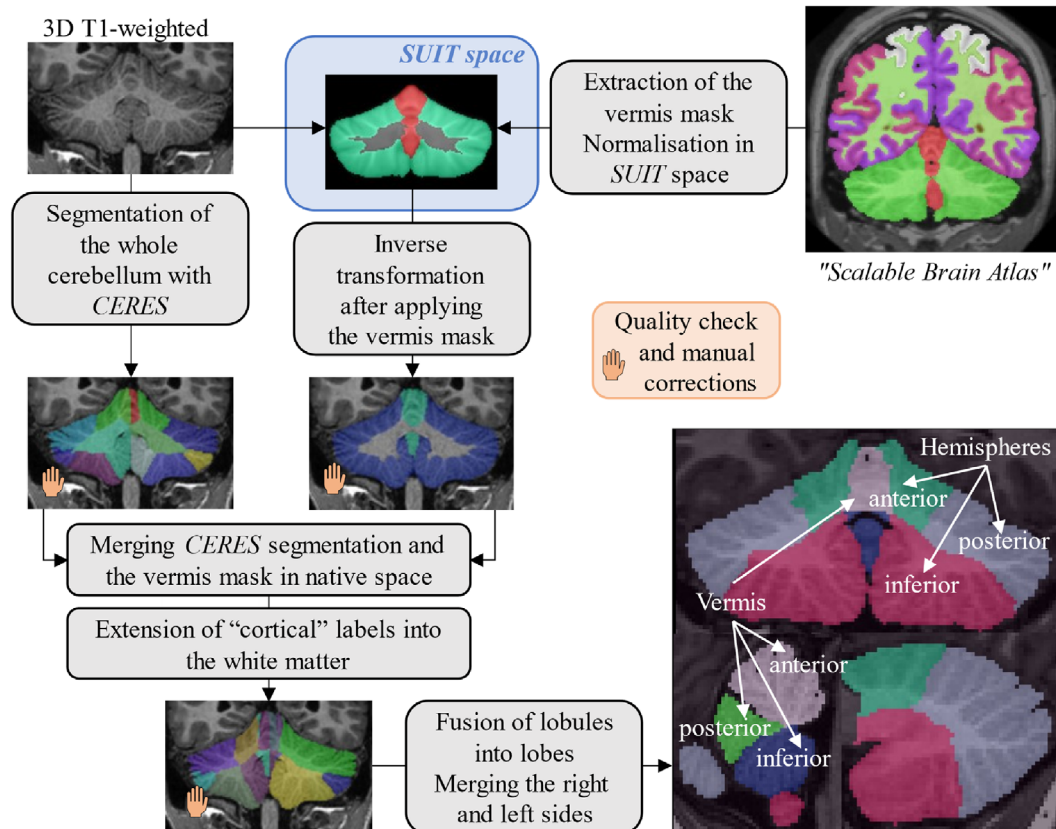 3D T1-weighted
SUIT space
Extraction of the
vermis mask
Normalisation in
SUIT space
"Scalable Brain Atlas"
Segmentation of
the whole
cerebellum with
CERES
Inverse
transformation
after applying
the vermis mask
Quality check
and manual
corrections
Merging CERES segmentation and
the vermis mask in native space
Extension of “cortical” labels into
the white matter
Fusion of lobules
into lobes
Merging the right
and left sides
Hemispheres
anterior
posterior
inferior
Vermis
anterior
posterior
inferior